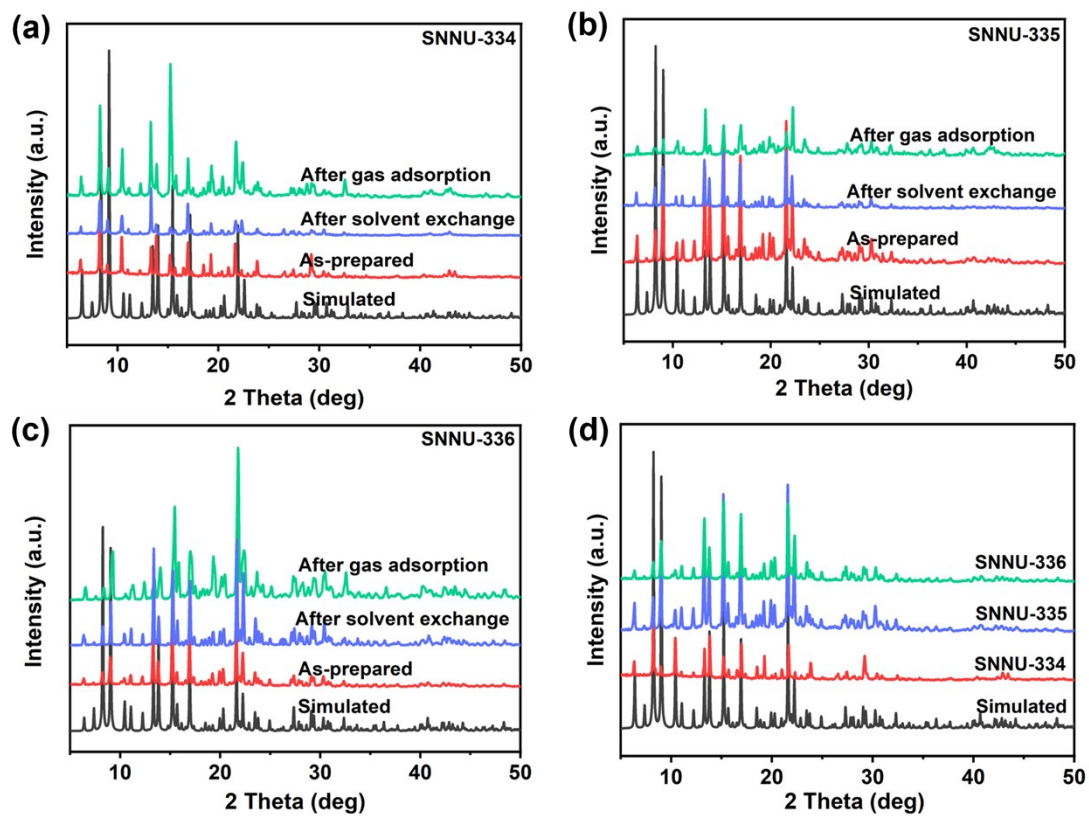 (a)
SNNU-334
Intensity (a.u.)
After gas adsorption
After solvent exchange
As-prepared
Simulated
10 20 30 40 50
2 Theta (deg)
(b)
SNNU-335
Intensity (a.u.)
After gas adsorption
After solvent exchange
As-prepared
Simulated
10 20 30 40 50
2 Theta (deg)
(c)
SNNU-336
Intensity (a.u.)
After gas adsorption
After solvent exchange
As-prepared
Simulated
10 20 30 40 50
2 Theta (deg)
(d)
Intensity (a.u.)
SNNU-336
SNNU-335
SNNU-334
Simulated
10 20 30 40 50
2 Theta (deg)